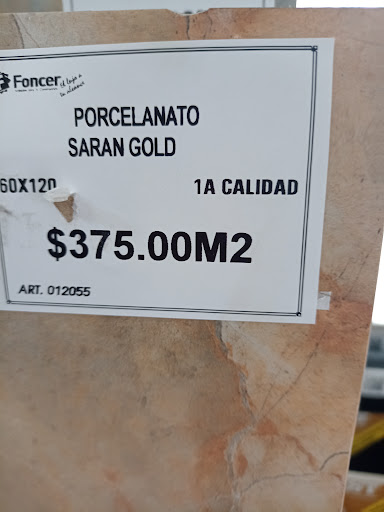 Foncer
PORCELANATO
SARAN GOLD
60X120
1A CALIDAD
$375.00M2
ART. 012055